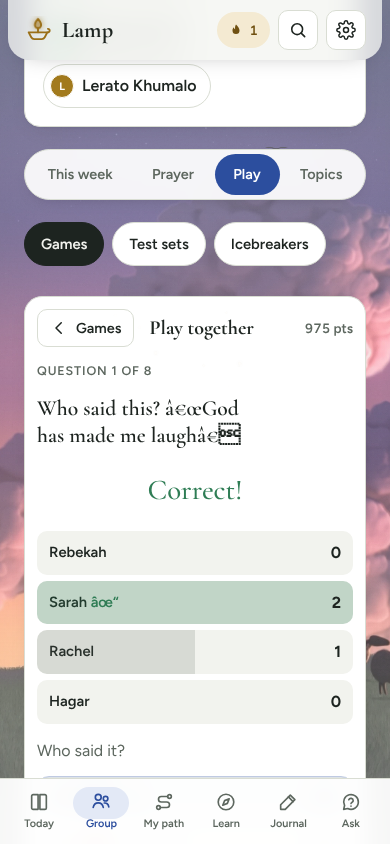 Lamp
1
L
Lerato Khumalo
This week
Prayer
Play
Topics
Games
Test sets
Icebreakers
Games
Play together
975 pts
QUESTION 1 OF 8
Who said this? â€œGod
has made me laughâ€
Correct!
Rebekah
0
Sarah âœ“
2
Rachel
1
Hagar
0
Who said it?
Today
Group
My path
Learn
Journal
Ask